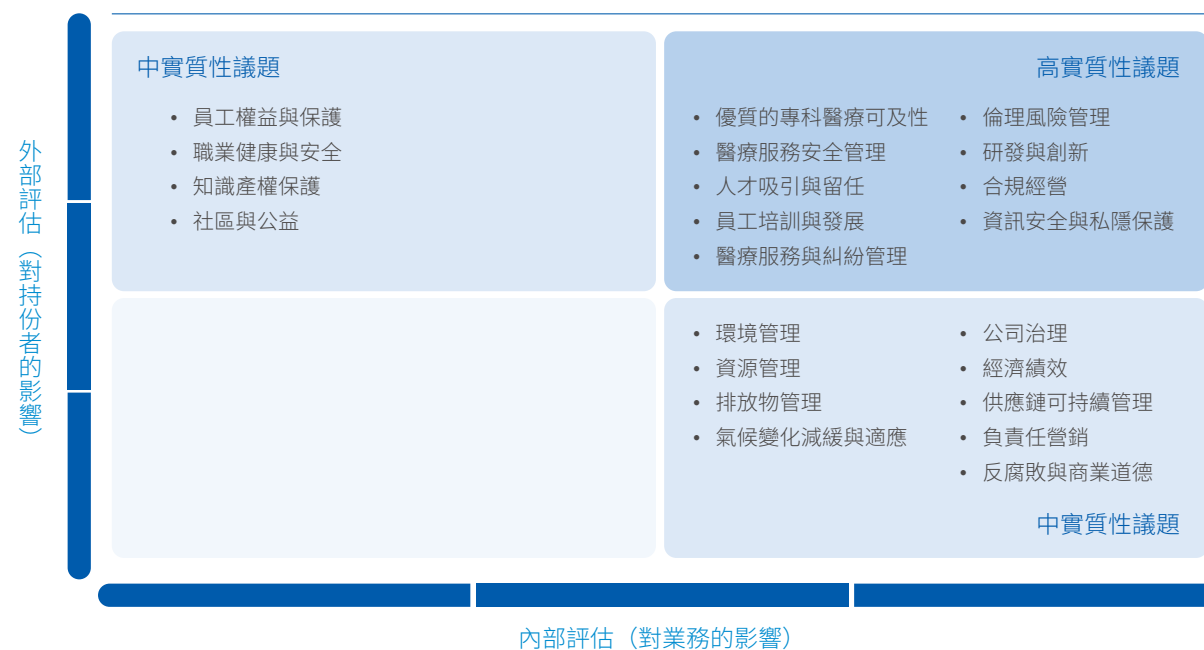 外部評估（對持份者的影響）
中實質性議題
• 員工權益與保護
• 職業健康與安全
• 知識產權保護
• 社區與公益
高實質性議題
• 優質的專科醫療可及性
• 醫療服務安全管理
• 人才吸引與留任
• 員工培訓與發展
• 醫療服務與糾紛管理
• 倫理風險管理
• 研發與創新
• 合規經營
• 資訊安全與私隱保護
• 環境管理
• 資源管理
• 排放物管理
• 氣候變化減緩與適應
• 公司治理
• 經濟績效
• 供應鏈可持續管理
• 負責任營銷
• 反腐敗與商業道德
中實質性議題
內部評估（對業務的影響）